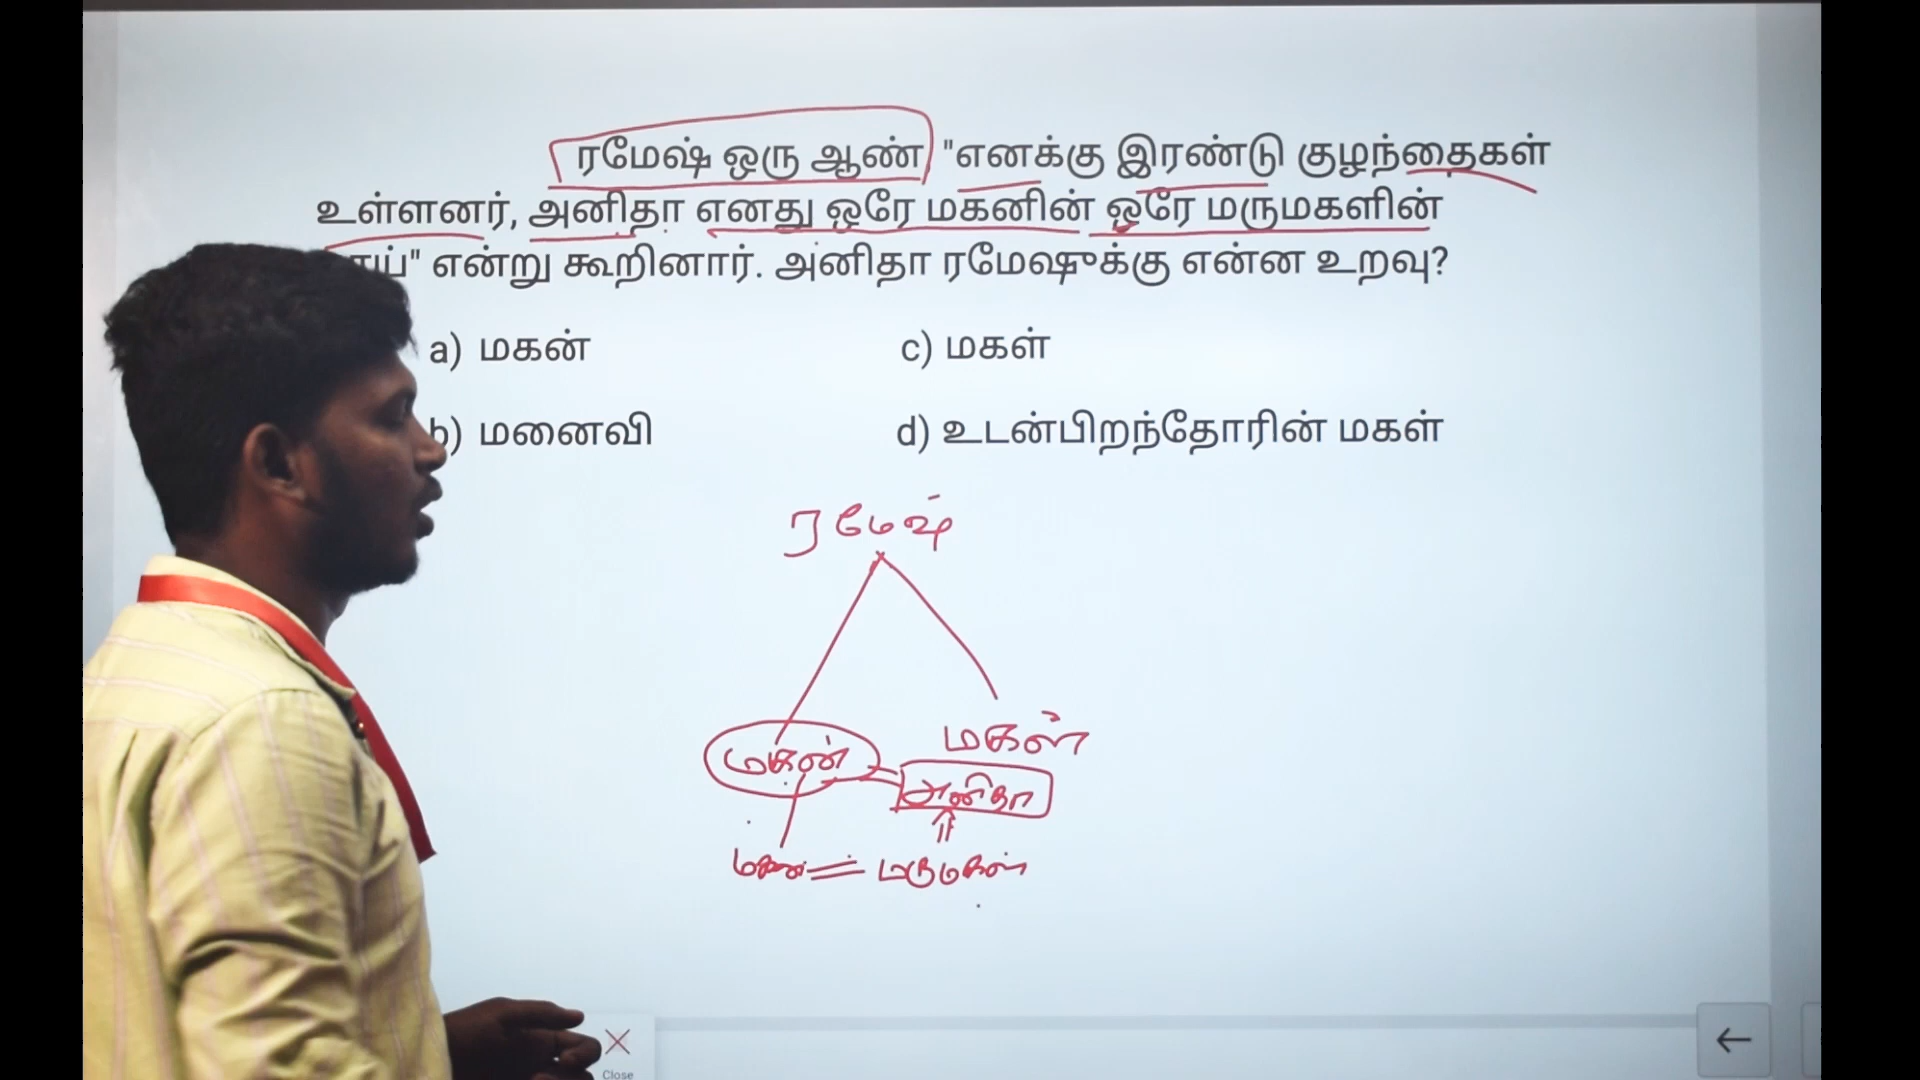 ரமேஷ் ஒரு ஆண் "எனக்கு இரண்டு குழந்தைகள்
உள்ளனர், அனிதா எனது ஒரே மகனின் ஒரே மருமகளின்
என்று கூறினார். அனிதா ரமேஷுக்கு என்ன உறவு?
a) மகன் c) மகள்
b) மனைவி d) உடன்பிறந்தோரின் மகள்
ரமேஷ்
மகன் மகள்
அனிதா
மருமகள்
Close